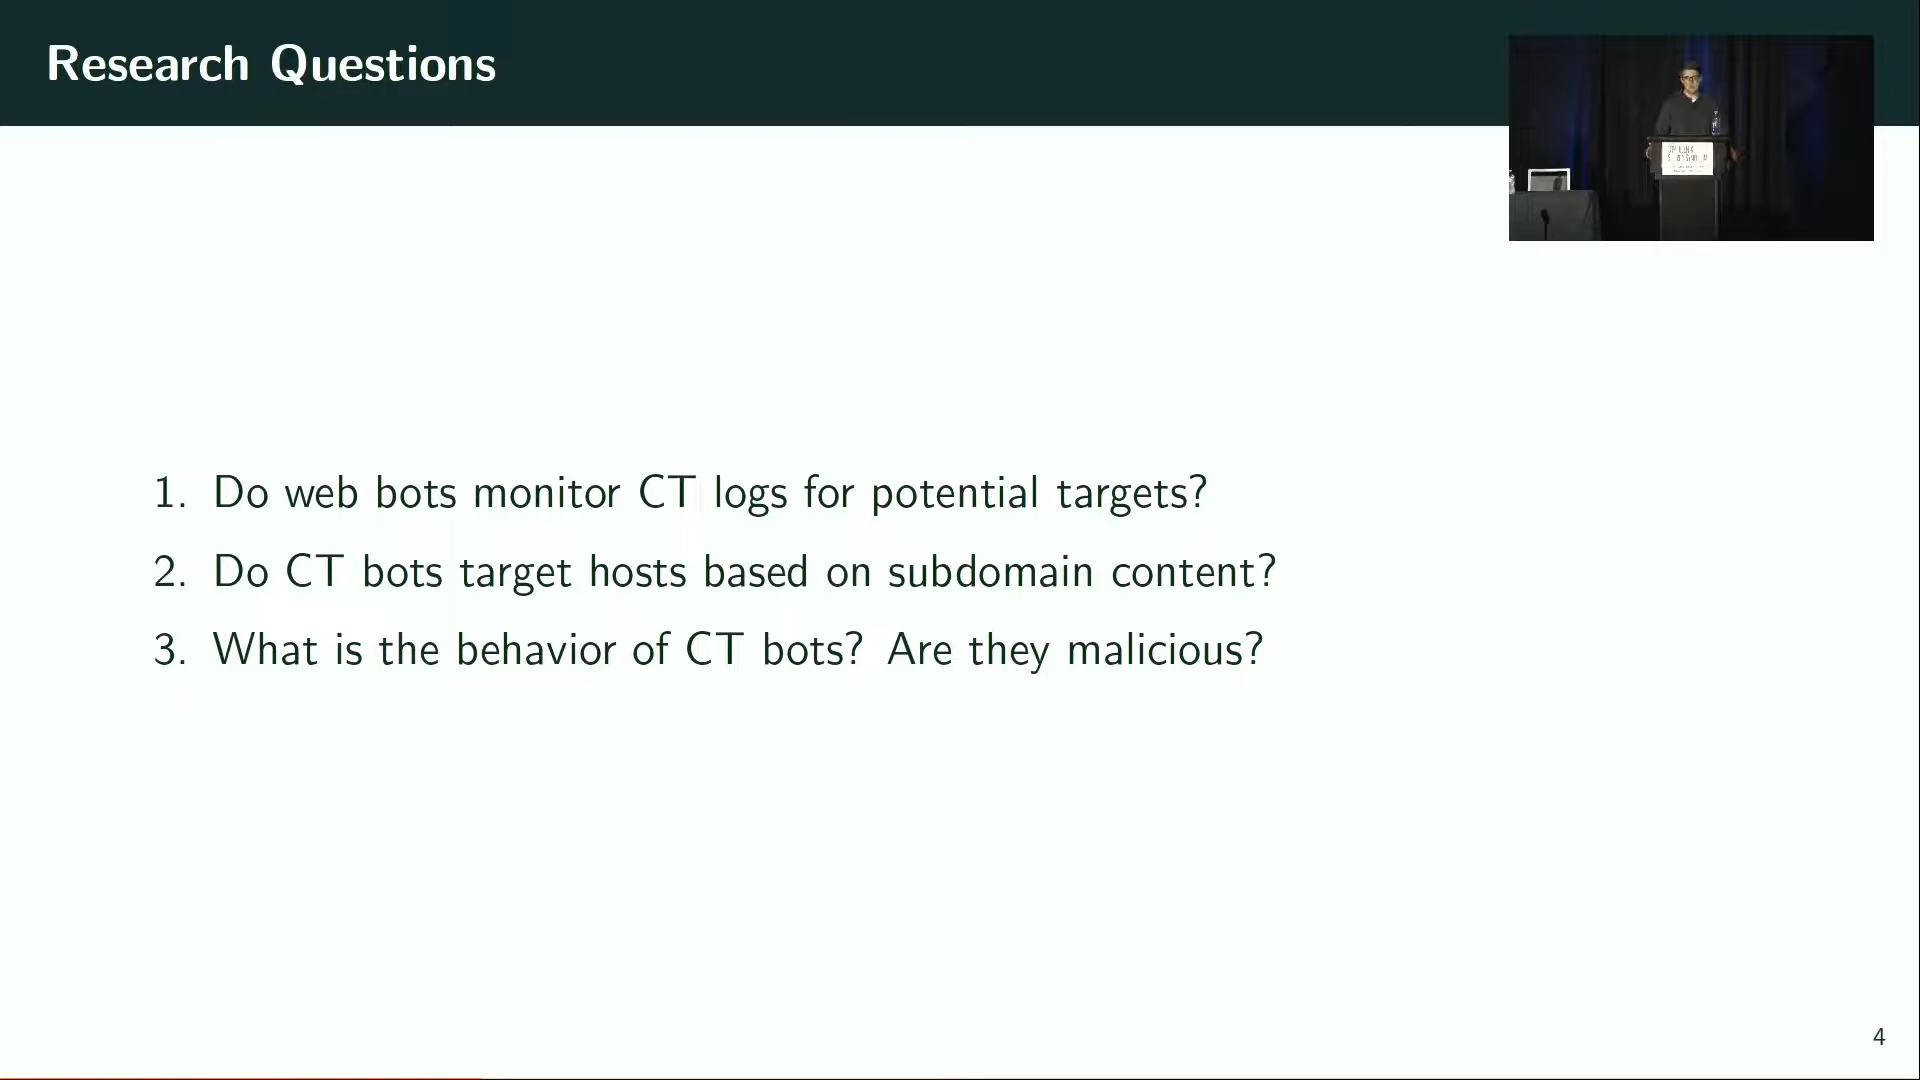 Research Questions
1. Do web bots monitor CT logs for potential targets?
2. Do CT bots target hosts based on subdomain content?
3. What is the behavior of CT bots? Are they malicious?
4